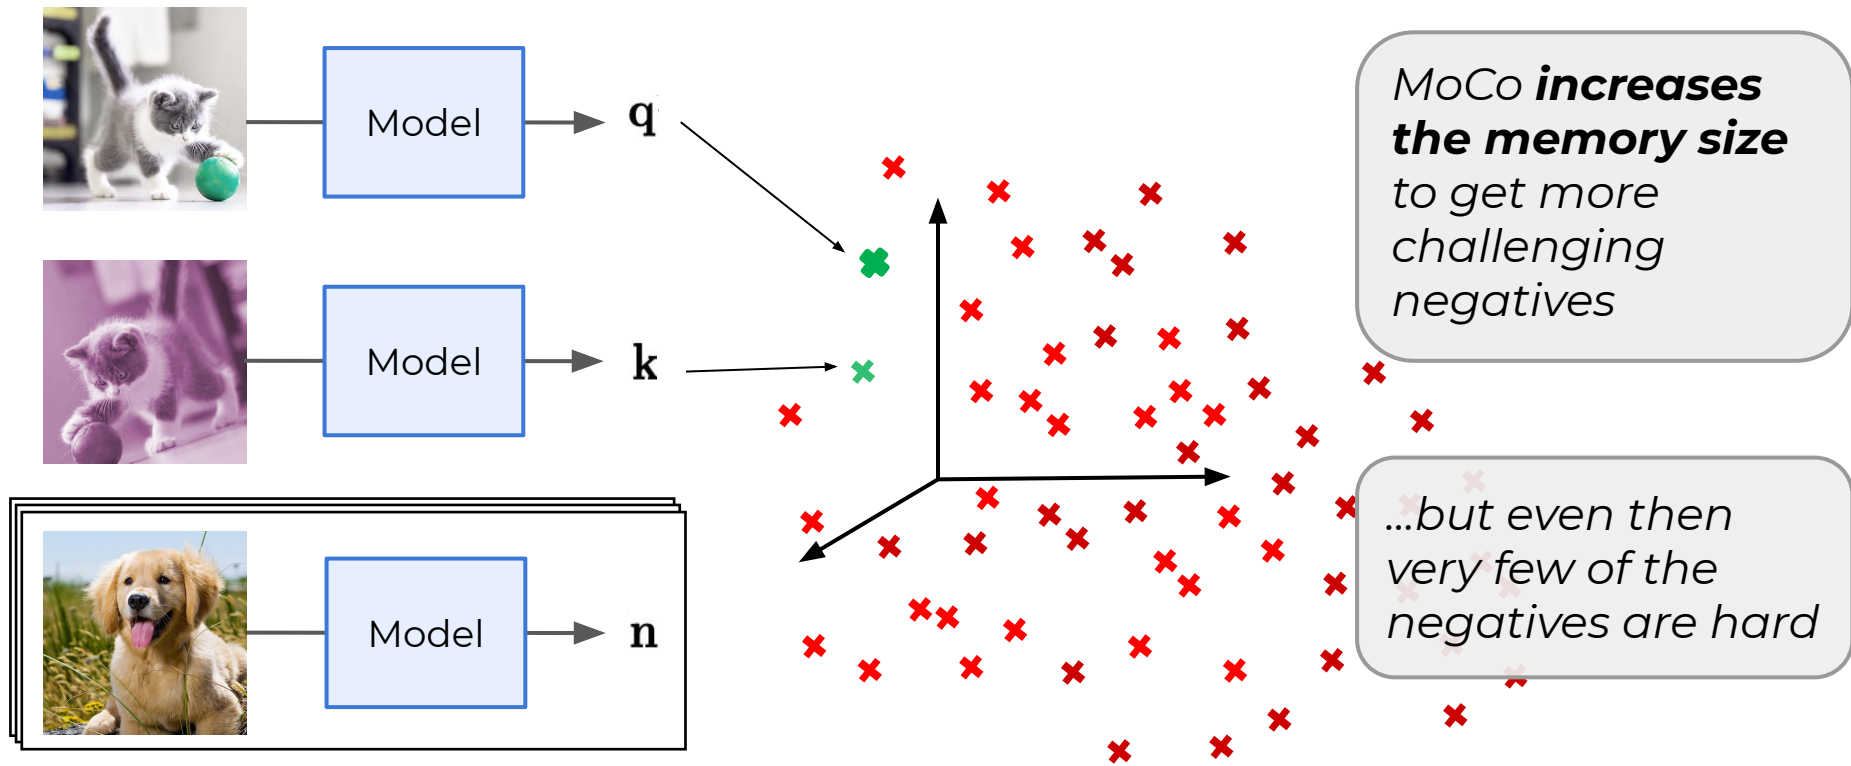 Model
q
Model
k
Model
n
MoCo increases
the memory size
to get more
challenging
negatives
...but even then
very few of the
negatives are hard